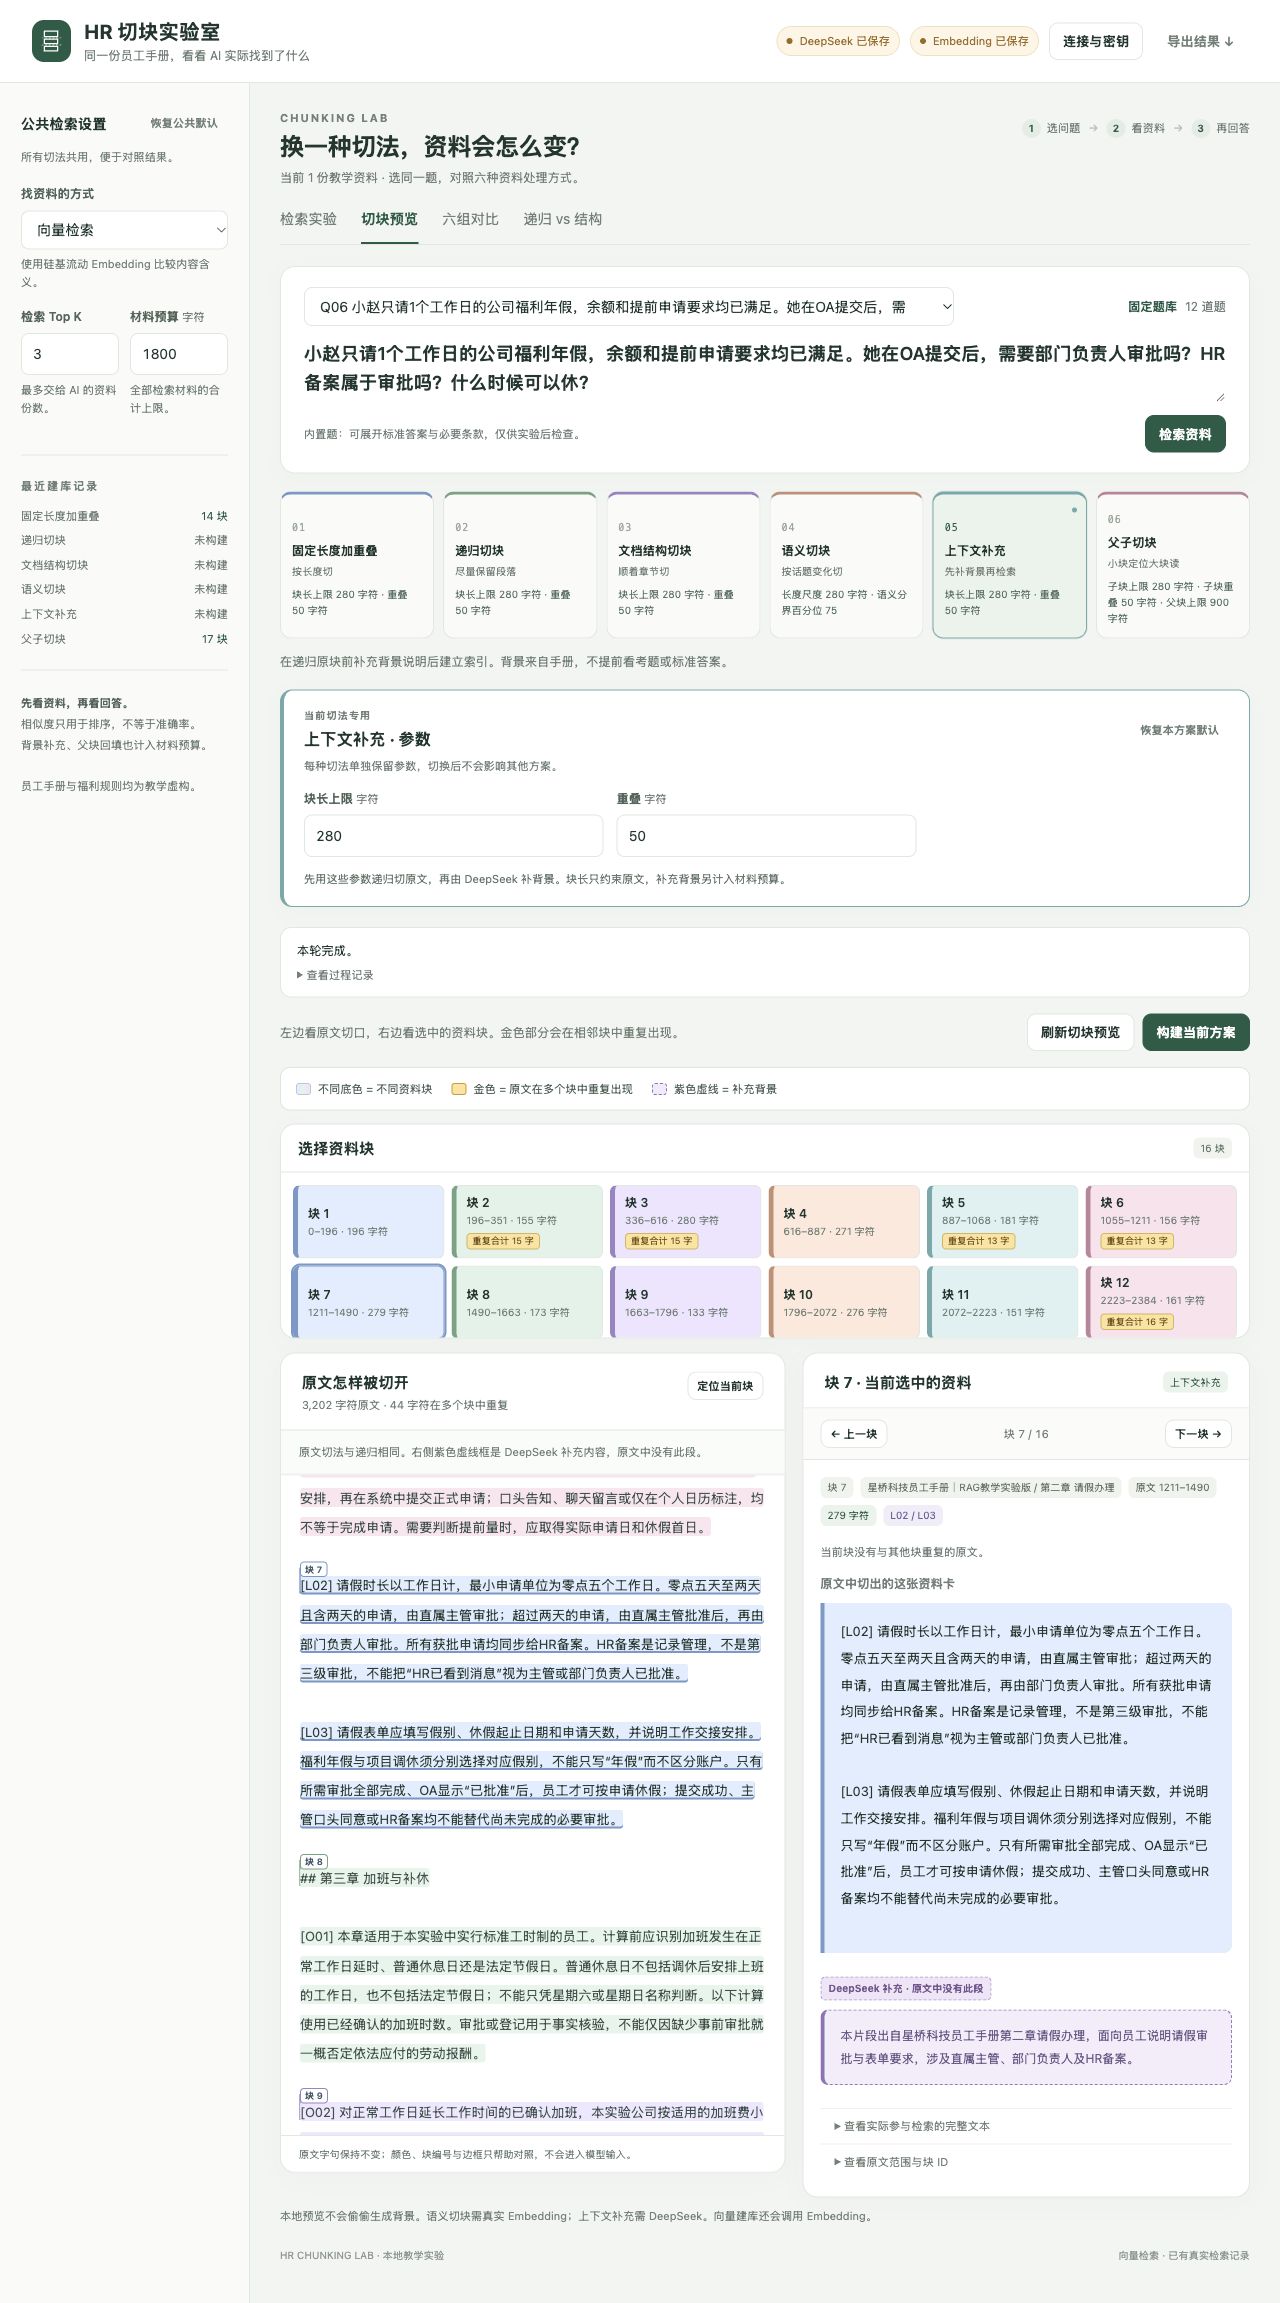 HR 切块实验室
同一份员工手册，看看 AI 实际找到了什么
DeepSeek 已保存
Embedding 已保存
连接与密钥
导出结果 ↓
公共检索设置
恢复公共默认
所有切法共用，便于对照结果。
找资料的方式
向量检索
使用硅基流动 Embedding 比较内容含
义。
检索 Top K
材料预算 字符
3
1800
最多交给 AI 的资料
份数。
全部检索材料的合
计上限。
最近建库记录
固定长度加重叠 14 块
递归切块 未构建
文档结构切块 未构建
语义切块 未构建
上下文补充 未构建
父子切块 17 块
先看资料，再看回答。
相似度只用于排序，不等于准确率。
背景补充、父块回填也计入材料预算。
员工手册与福利规则均为教学虚构。
CHUNKING LAB
换一种切法，资料会怎么变？
当前 1 份教学资料 · 选同一题，对照六种资料处理方式。
1 选问题 → 2 看资料 → 3 再回答
检索实验
切块预览
六组对比
递归 vs 结构
Q06 小赵只请1个工作日的公司福利年假，余额和提前申请要求均已满足。她在OA提交后，需
固定题库 12 道题
小赵只请1个工作日的公司福利年假，余额和提前申请要求均已满足。她在OA提交后，需要部门负责人审批吗？HR
备案属于审批吗？什么时候可以休？
内置题：可展开标准答案与必要条款，仅供实验后检查。
检索资料
01
固定长度加重叠
按长度切
块长上限 280 字符 · 重叠
50 字符
02
递归切块
尽量保留段落
块长上限 280 字符 · 重叠
50 字符
03
文档结构切块
顺着章节切
块长上限 280 字符 · 重叠
50 字符
04
语义切块
按话题变化切
长度尺度 280 字符 · 语义分
界百分位 75
05
上下文补充
先补背景再检索
块长上限 280 字符 · 重叠
50 字符
06
父子切块
小块定位大块读
子块上限 280 字符 · 子块重
叠 50 字符 · 父块上限 900
字符
在递归原块前补充背景说明后建立索引。背景来自手册，不提前看考题或标准答案。
当前切法专用
上下文补充 · 参数
恢复本方案默认
每种切法单独保留参数，切换后不会影响其他方案。
块长上限 字符
重叠 字符
280
50
先用这些参数递归切原文，再由 DeepSeek 补背景。块长只约束原文，补充背景另计入材料预算。
本轮完成。
▶ 查看过程记录
左边看原文切口，右边看选中的资料块。金色部分会在相邻块中重复出现。
刷新切块预览
构建当前方案
不同底色 = 不同资料块
金色 = 原文在多个块中重复出现
紫色虚线 = 补充背景
选择资料块
16 块
块 1
0–196 · 196 字符
块 2
196–351 · 155 字符
重复合计 15 字
块 3
336–616 · 280 字符
重复合计 15 字
块 4
616–887 · 271 字符
块 5
887–1068 · 181 字符
重复合计 13 字
块 6
1055–1211 · 156 字符
重复合计 13 字
块 7
1211–1490 · 279 字符
块 8
1490–1663 · 173 字符
块 9
1663–1796 · 133 字符
块 10
1796–2072 · 276 字符
块 11
2072–2223 · 151 字符
块 12
2223–2384 · 161 字符
重复合计 16 字
原文怎样被切开
3,202 字符原文 · 44 字符在多个块中重复
定位当前块
原文切法与递归相同。右侧紫色虚线框是 DeepSeek 补充内容，原文中没有此段。
安排，再在系统中提交正式申请；口头告知、聊天留言或仅在个人日历标注，均
不等于完成申请。需要判断提前量时，应取得实际申请日和休假首日。
块 7
[L02] 请假时长以工作日计，最小申请单位为零点五个工作日。零点五天至两天
且含两天的申请，由直属主管审批；超过两天的申请，由直属主管批准后，再由
部门负责人审批。所有获批申请均同步给HR备案。HR备案是记录管理，不是第
三级审批，不能把“HR已看到消息”视为主管或部门负责人已批准。
[L03] 请假表单应填写假别、休假起止日期和申请天数，并说明工作交接安排。
福利年假与项目调休须分别选择对应假别，不能只写“年假”而不区分账户。只有
所需审批全部完成、OA显示“已批准”后，员工才可按申请休假；提交成功、主
管口头同意或HR备案均不能替代尚未完成的必要审批。
块 8
## 第三章 加班与补休
[O01] 本章适用于本实验中实行标准工时制的员工。计算前应识别加班发生在正
常工作日延时、普通休息日还是法定节假日。普通休息日不包括调休后安排上班
的工作日，也不包括法定节假日；不能只凭星期六或星期日名称判断。以下计算
使用已经确认的加班时数。审批或登记用于事实核验，不能仅因缺少事前审批就
一概否定依法应付的劳动报酬。
块 9
[O02] 对正常工作日延长工作时间的已确认加班，本实验公司按适用的加班费小
原文字句保持不变；颜色、块编号与边框只帮助对照，不会进入模型输入。
块 7 · 当前选中的资料
上下文补充
← 上一块
块 7 / 16
下一块 →
块 7
星桥科技员工手册｜RAG教学实验版 / 第二章 请假办理
原文 1211–1490
279 字符
L02 / L03
当前块没有与其他块重复的原文。
原文中切出的这张资料卡
[L02] 请假时长以工作日计，最小申请单位为零点五个工作日。
零点五天至两天且含两天的申请，由直属主管审批；超过两天的
申请，由直属主管批准后，再由部门负责人审批。所有获批申请
均同步给HR备案。HR备案是记录管理，不是第三级审批，不能
把“HR已看到消息”视为主管或部门负责人已批准。
[L03] 请假表单应填写假别、休假起止日期和申请天数，并说明
工作交接安排。福利年假与项目调休须分别选择对应假别，不能
只写“年假”而不区分账户。只有所需审批全部完成、OA显示“已
批准”后，员工才可按申请休假；提交成功、主管口头同意或HR
备案均不能替代尚未完成的必要审批。
DeepSeek 补充 · 原文中没有此段
本片段出自星桥科技员工手册第二章请假办理，面向员工说明请假审
批与表单要求，涉及直属主管、部门负责人及HR备案。
▶ 查看实际参与检索的完整文本
▶ 查看原文范围与块 ID
本地预览不会偷偷生成背景。语义切块需真实 Embedding；上下文补充需 DeepSeek。向量建库还会调用 Embedding。
HR CHUNKING LAB · 本地教学实验
向量检索 · 已有真实检索记录